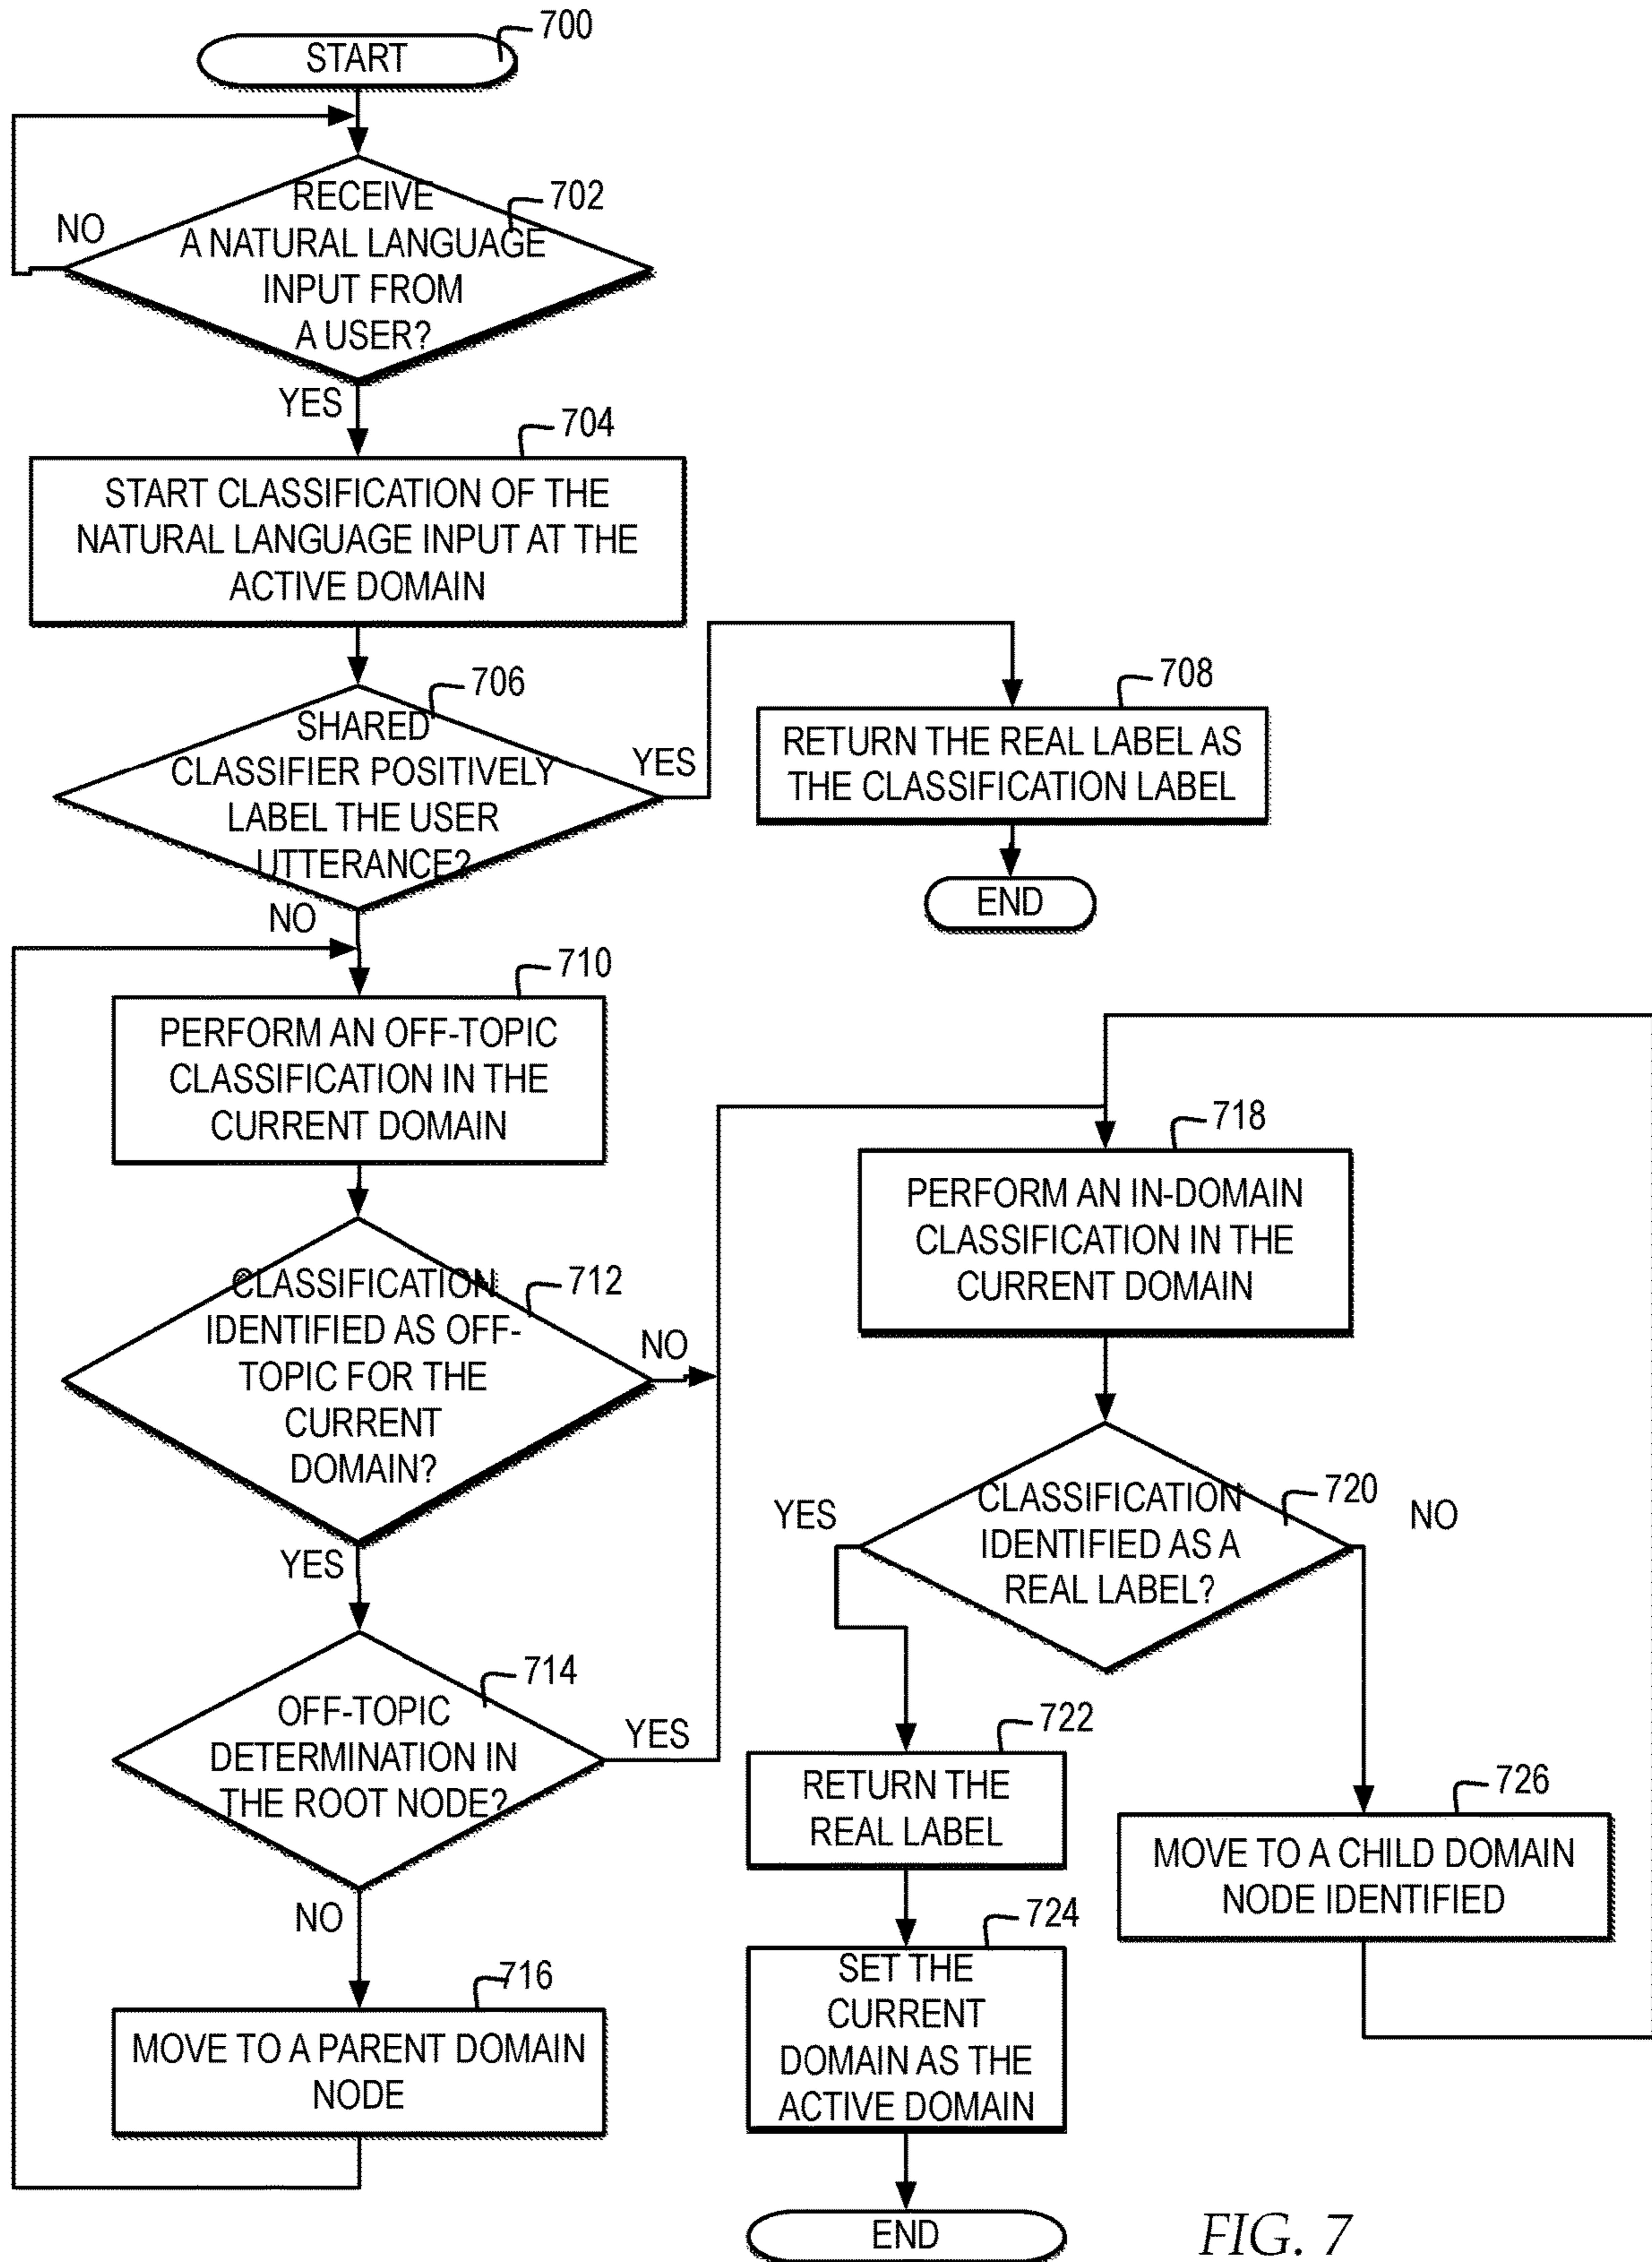 700
START
702
RECEIVE
A NATURAL LANGUAGE
INPUT FROM
A USER?
NO
YES
704
START CLASSIFICATION OF THE
NATURAL LANGUAGE INPUT AT THE
ACTIVE DOMAIN
706
SHARED
CLASSIFIER POSITIVELY
LABEL THE USER
UTTERANCE?
YES
NO
708
RETURN THE REAL LABEL AS
THE CLASSIFICATION LABEL
END
710
PERFORM AN OFF-TOPIC
CLASSIFICATION IN THE
CURRENT DOMAIN
712
CLASSIFICATION
IDENTIFIED AS OFF-
TOPIC FOR THE
CURRENT
DOMAIN?
NO
YES
714
OFF-TOPIC
DETERMINATION IN
THE ROOT NODE?
YES
NO
716
MOVE TO A PARENT DOMAIN
NODE
718
PERFORM AN IN-DOMAIN
CLASSIFICATION IN THE
CURRENT DOMAIN
720
CLASSIFICATION
IDENTIFIED AS A
REAL LABEL?
YES
NO
722
RETURN THE
REAL LABEL
724
SET THE
CURRENT
DOMAIN AS THE
ACTIVE DOMAIN
END
726
MOVE TO A CHILD DOMAIN
NODE IDENTIFIED
FIG. 7